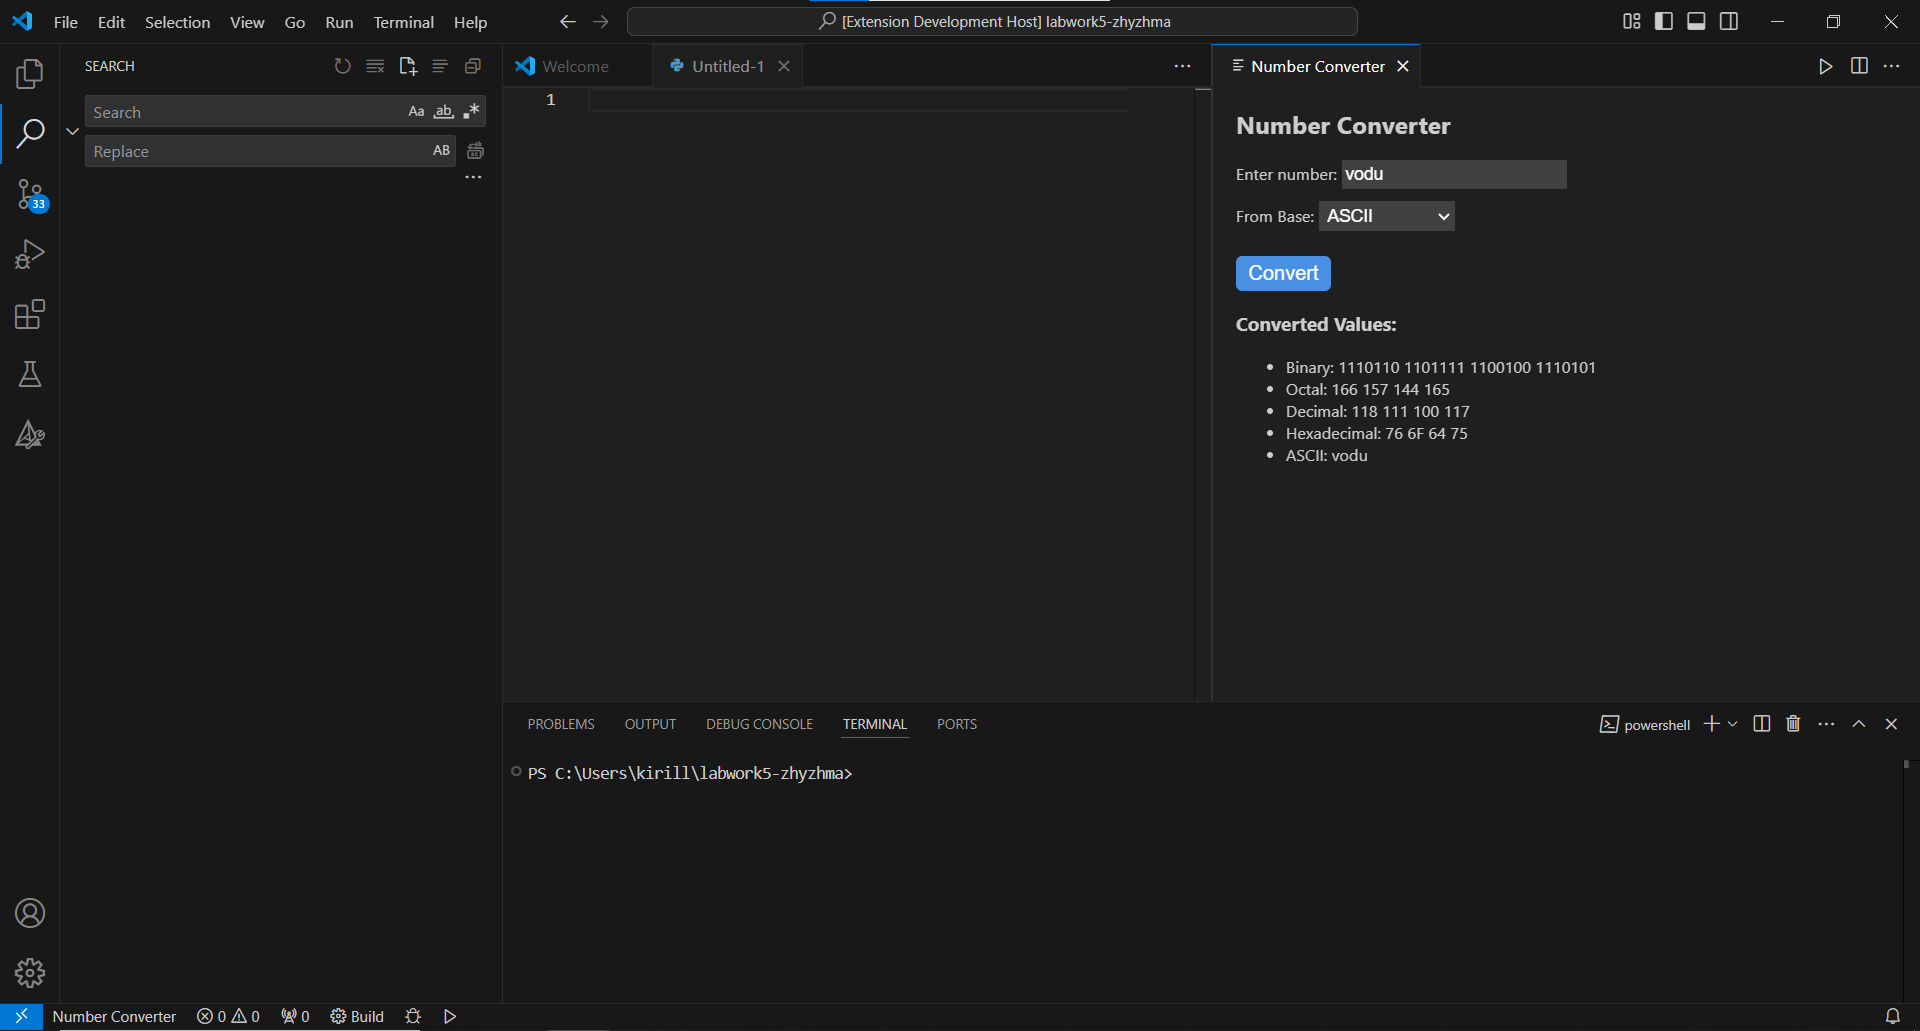 File Edit Selection View Go Run Terminal Help
[Extension Development Host] labwork5-zhyzhma
SEARCH
Search Aa ab
Replace AB
33
Welcome
Untitled-1
1
Number Converter
Number Converter
Enter number: vodu
From Base: ASCII
Convert
Converted Values:
• Binary: 1110110 1101111 1100100 1110101
• Octal: 166 157 144 165
• Decimal: 118 111 100 117
• Hexadecimal: 76 6F 64 75
• ASCII: vodu
PROBLEMS OUTPUT DEBUG CONSOLE TERMINAL PORTS
powershell
PS C:\Users\kirill\labwork5-zhyzhma>
Number Converter 0 0 0 Build